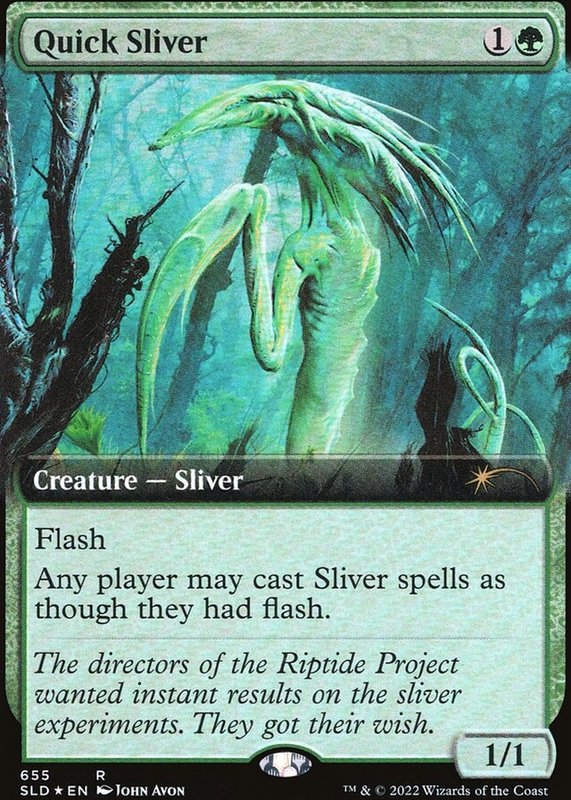 Quick Sliver 1
Creature — Sliver
Flash
Any player may cast Sliver spells as
though they had flash.
The directors of the Riptide Project
wanted instant results on the sliver
experiments. They got their wish.
1/1
655 R
SLD ★ EN John Avon ™ & © 2022 Wizards of the Coast